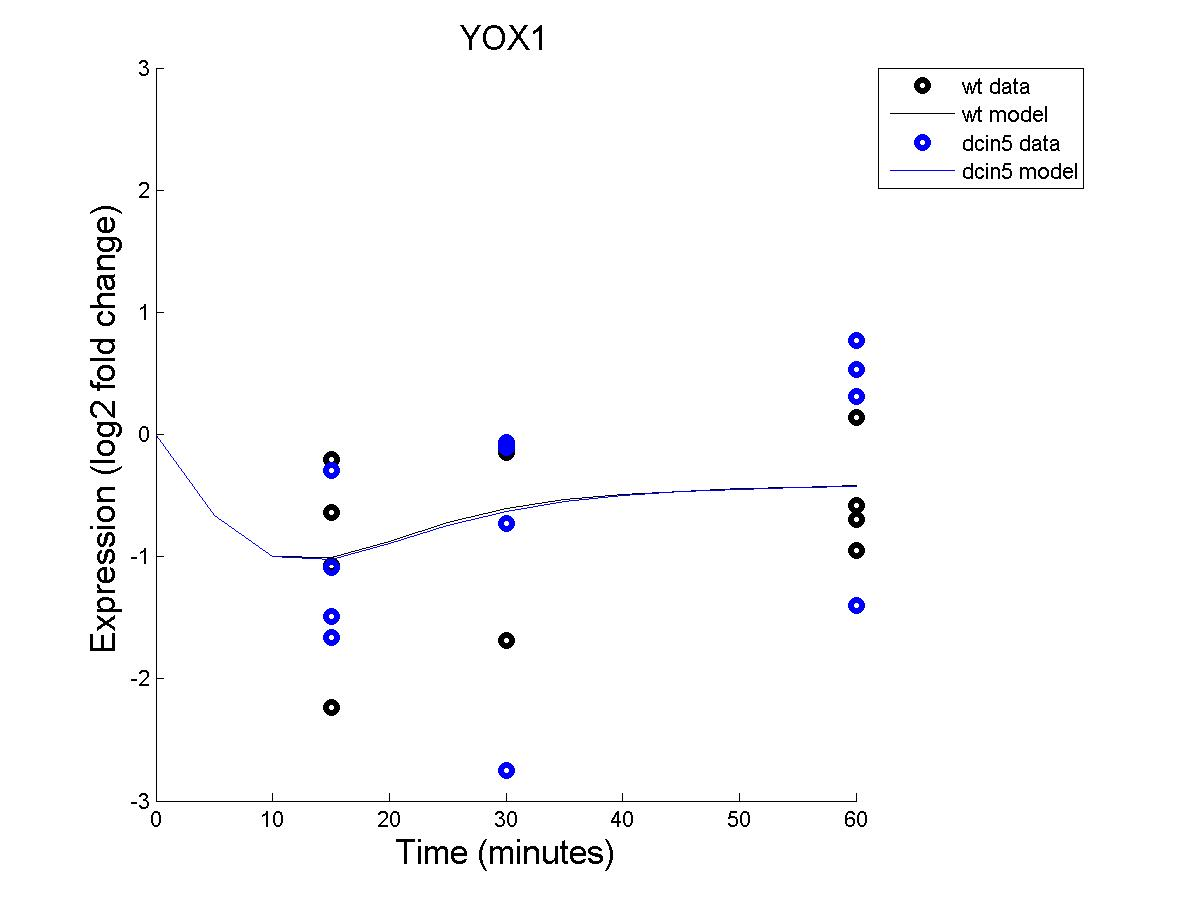 YOX1
3
2
1
0
-1
-2
-3
Expression (log2 fold change)
0
10
20
30
40
50
60
Time (minutes)
wt data
wt model
dcin5 data
dcin5 model